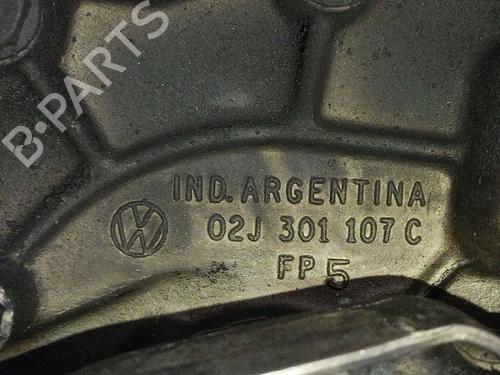 B-PARTS
IND. ARGENTINA
02J 301 107 C
FP 5